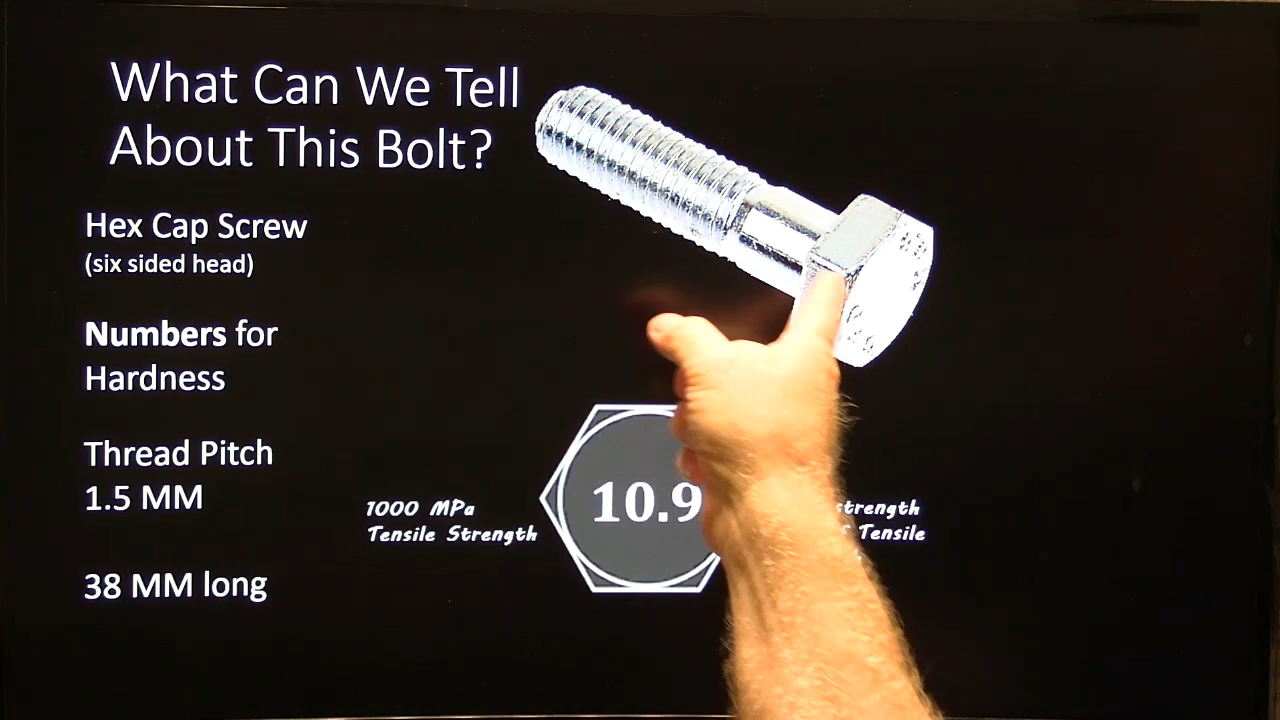 What Can We Tell
About This Bolt?
Hex Cap Screw
(six sided head)
Numbers for
Hardness
Thread Pitch
1.5 MM
38 MM long
1000 MPa
Tensile Strength
10.9
Tensile